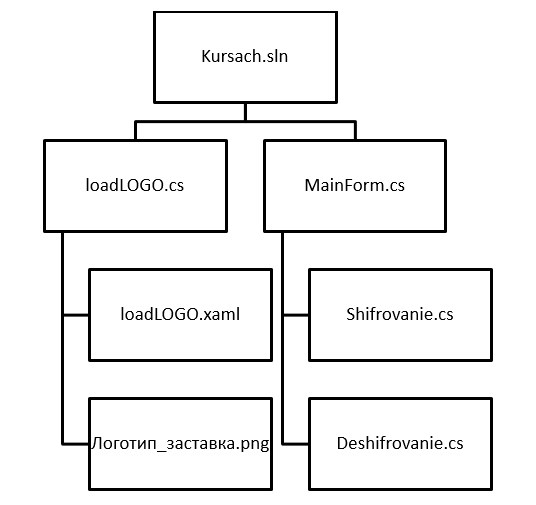 Kursach.sln
loadLOGO.cs
MainForm.cs
loadLOGO.xaml
Shifrovanie.cs
Логотип_заставка.png
Deshifrovanie.cs